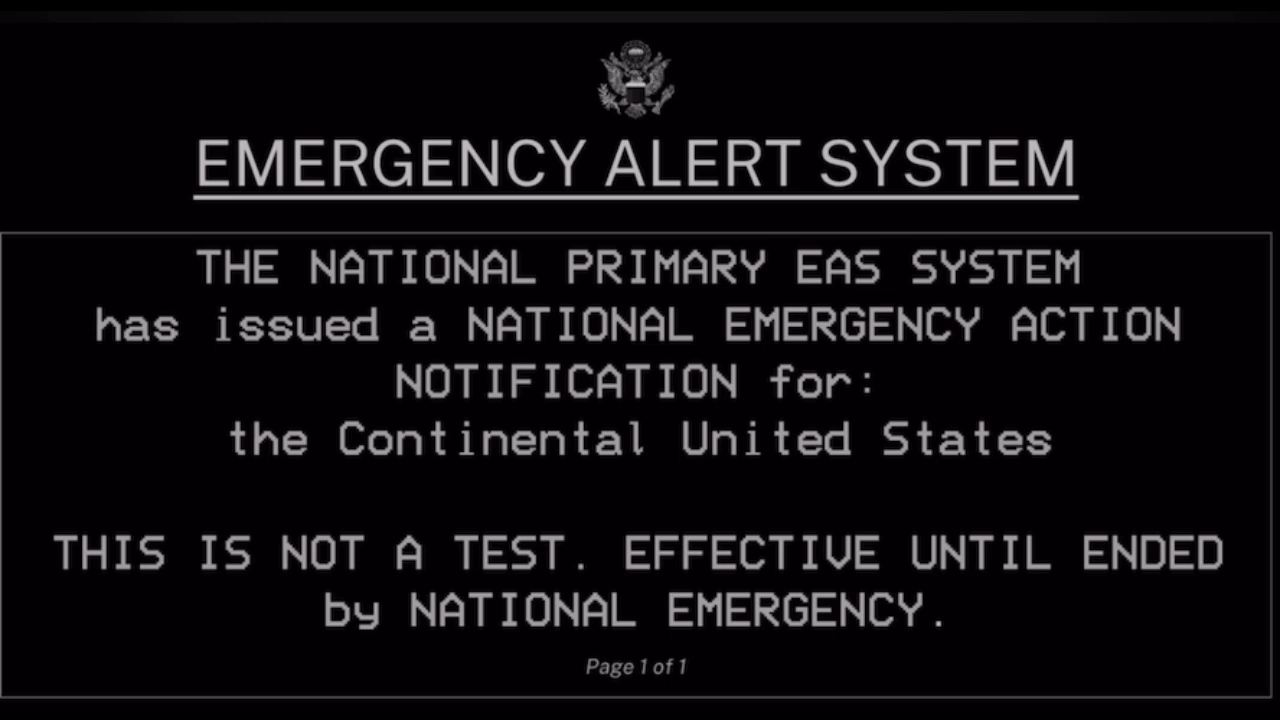 EMERGENCY ALERT SYSTEM
THE NATIONAL PRIMARY EAS SYSTEM
has issued a NATIONAL EMERGENCY ACTION
NOTIFICATION for:
the Continental United States
THIS IS NOT A TEST. EFFECTIVE UNTIL ENDED
by NATIONAL EMERGENCY.
Page 1 of 1